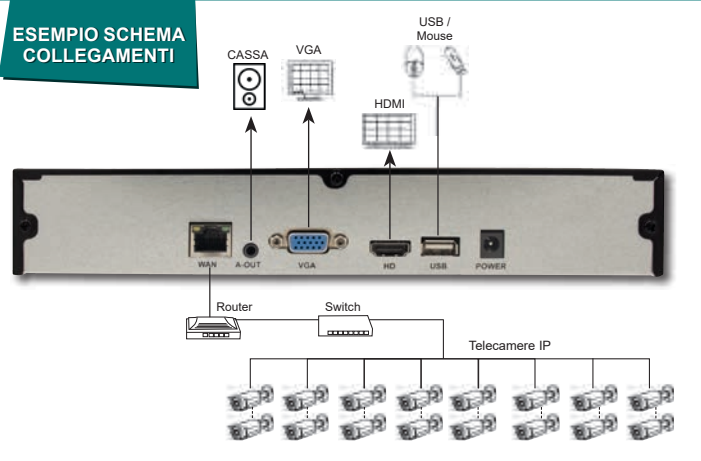 ESEMPIO SCHEMA
COLLEGAMENTI
CASSA
VGA
USB /
Mouse
HDMI
WAN
A-OUT
VGA
HD
USB
POWER
Router
Switch
Telecamere IP